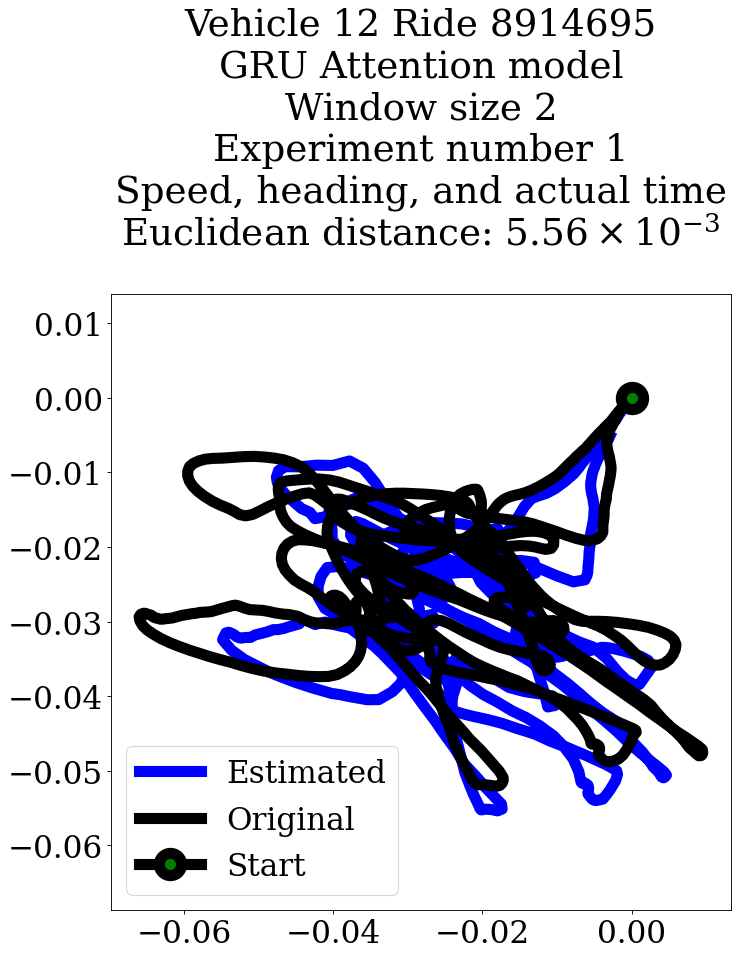 Vehicle 12 Ride 8914695
GRU Attention model
Window size 2
Experiment number 1
Speed, heading, and actual time
Euclidean distance: 5.56 × 10⁻³
0.01
0.00
−0.01
−0.02
−0.03
−0.04
−0.05
−0.06
Estimated
Original
Start
−0.06 −0.04 −0.02 0.00